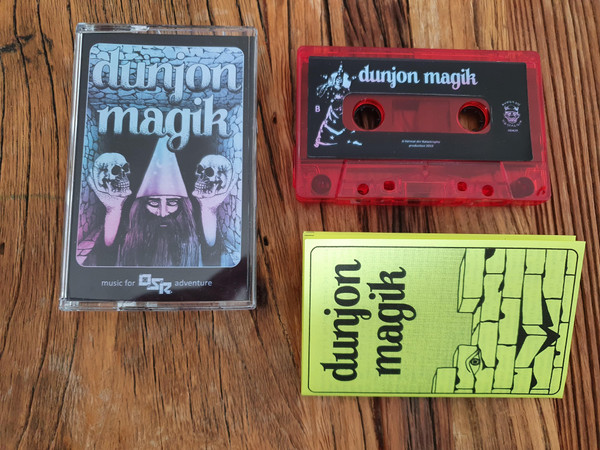 dunjon
magik
music for OSR adventure
dunjon magik
B
dunjon
magik